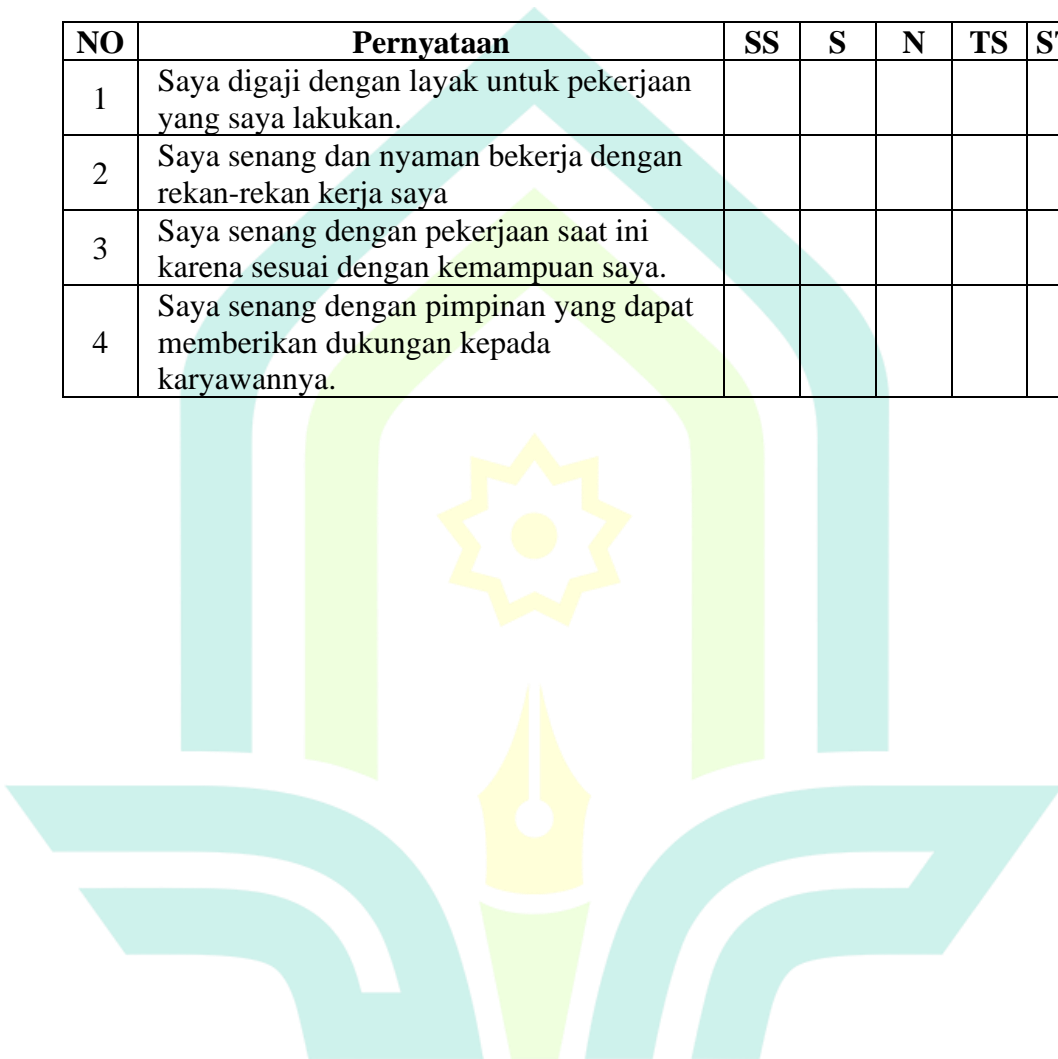 NO Pernyataan SS S N TS
1 Saya digaji dengan layak untuk pekerjaan
yang saya lakukan.
2 Saya senang dan nyaman bekerja dengan
rekan-rekan kerja saya
3 Saya senang dengan pekerjaan saat ini
karena sesuai dengan kemampuan saya.
4 Saya senang dengan pimpinan yang dapat
memberikan dukungan kepada
karyawannya.